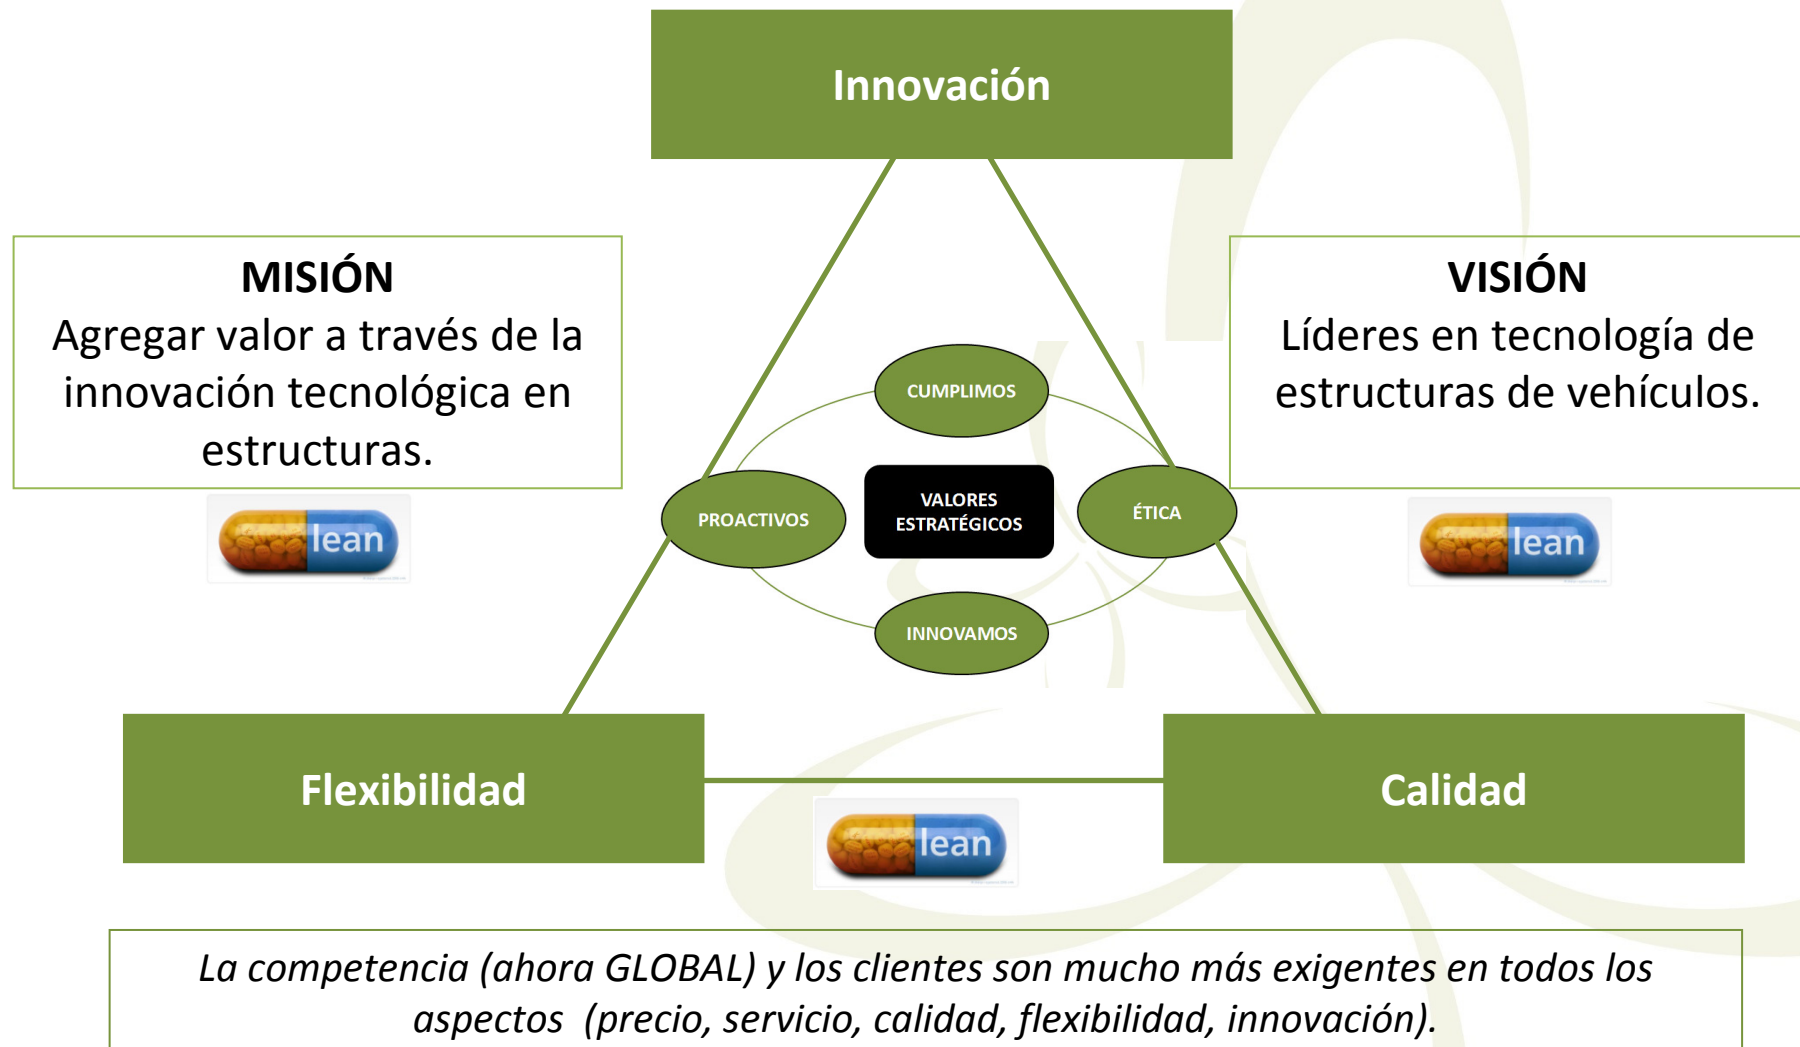 Innovación
MISIÓN
Agregar valor a través de la
innovación tecnológica en
estructuras.
VISIÓN
Líderes en tecnología de
estructuras de vehículos.
CUMPLIMOS
PROACTIVOS
VALORES
ESTRATÉGICOS
ÉTICA
INNOVAMOS
lean
lean
Flexibilidad
Calidad
lean
La competencia (ahora GLOBAL) y los clientes son mucho más exigentes en todos los
aspectos (precio, servicio, calidad, flexibilidad, innovación).